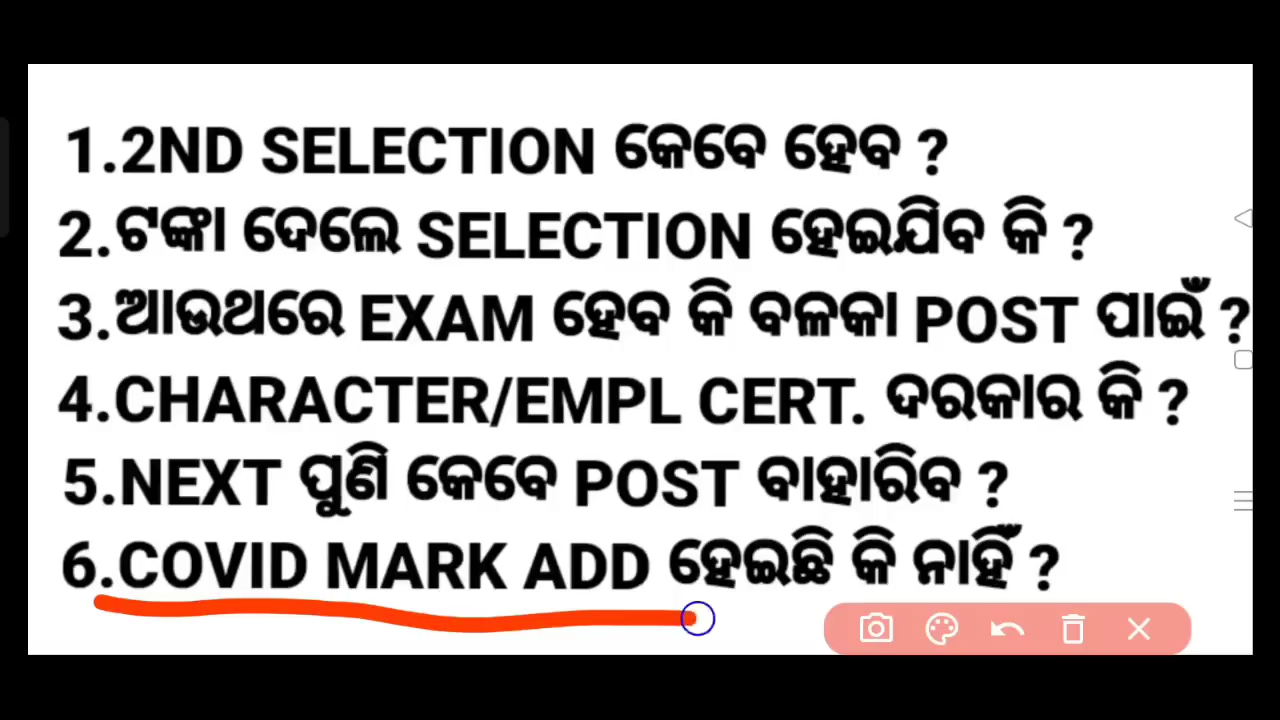 1.2ND SELECTION କେବେ ହେବ ?
2.ଟଙ୍କା ଦେଲେ SELECTION ହେଇଯିବ କି ?
3.ଆଉଥରେ EXAM ହେବ କି ବଳକା POST ପାଇଁ ?
4.CHARACTER/EMPL CERT. ଦରକାର କି ?
5.NEXT ପୁଣି କେବେ POST ବାହାରିବ ?
6.COVID MARK ADD ହେଇଛି କି ନାହିଁ ?